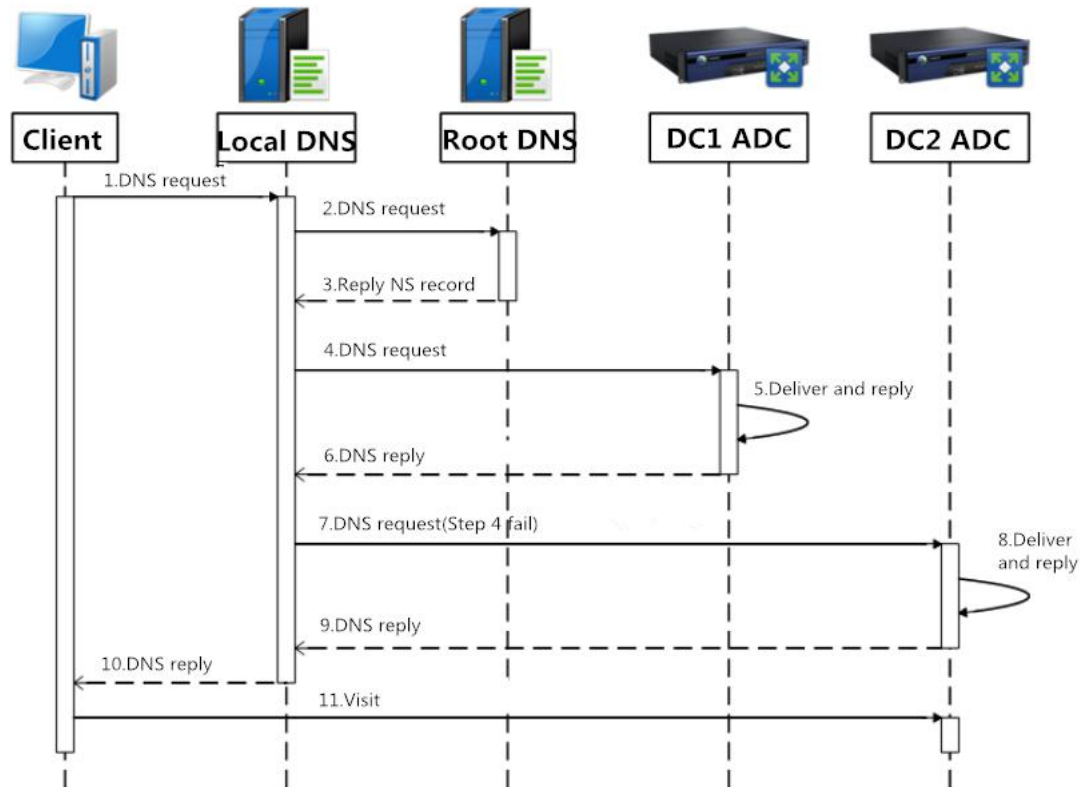 Client
Local DNS
Root DNS
DC1 ADC
DC2 ADC
1.DNS request
2.DNS request
3.Reply NS record
4.DNS request
5.Deliver and reply
6.DNS reply
7.DNS request(Step 4 fail)
8.Deliver
and reply
9.DNS reply
10.DNS reply
11.Visit